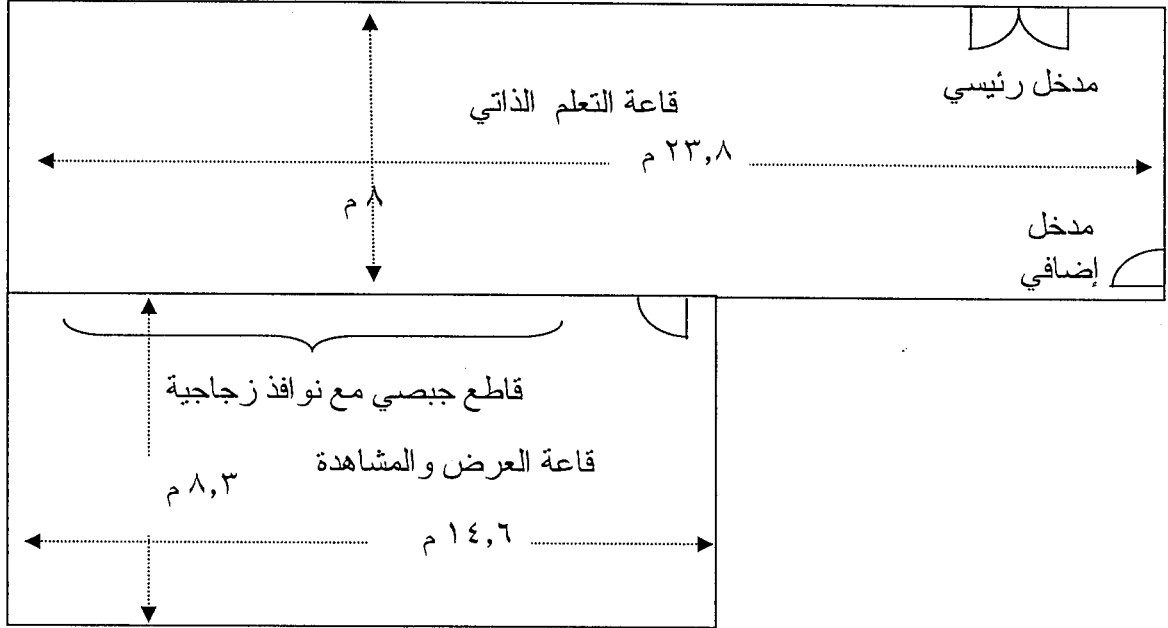 مدخل رئيسي
قاعة التعلم الذاتي
٢٣,٨ م
٨ م
مدخل
إضافي
قاطع جبصي مع نوافذ زجاجية
قاعة العرض والمشاهدة
٨,٣ م
١٤,٦ م